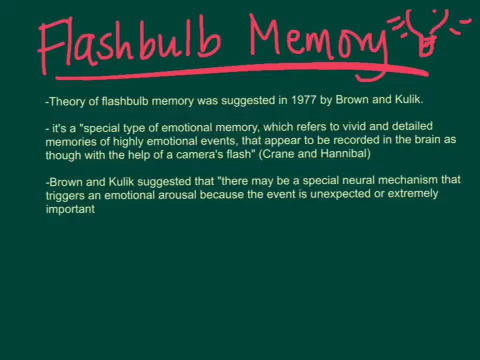 Flashbulb Memory
-Theory of flashbulb memory was suggested in 1977 by Brown and Kulik.
- it's a "special type of emotional memory, which refers to vivid and detailed
memories of highly emotional events, that appear to be recorded in the brain as
though with the help of a camera's flash" (Crane and Hannibal)
-Brown and Kulik suggested that "there may be a special neural mechanism that
triggers an emotional arousal because the event is unexpected or extremely
important